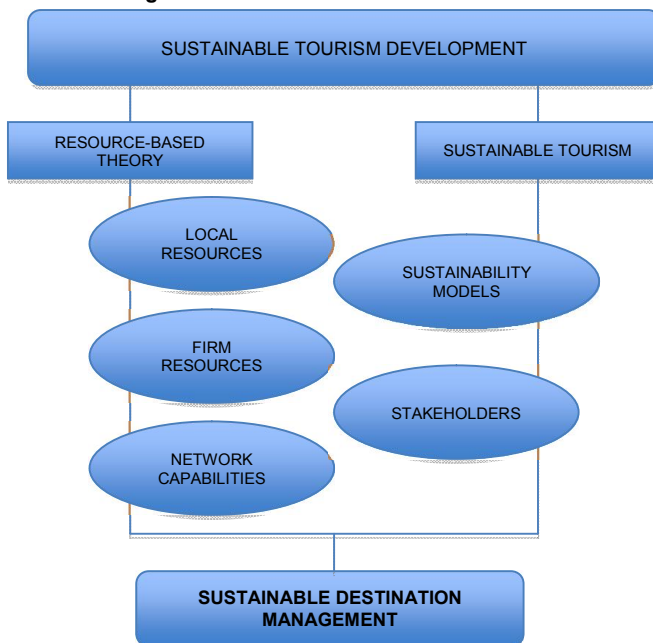 SUSTAINABLE TOURISM DEVELOPMENT
RESOURCE-BASED
THEORY
SUSTAINABLE TOURISM
LOCAL
RESOURCES
SUSTAINABILITY
MODELS
FIRM
RESOURCES
STAKEHOLDERS
NETWORK
CAPABILITIES
SUSTAINABLE DESTINATION
MANAGEMENT